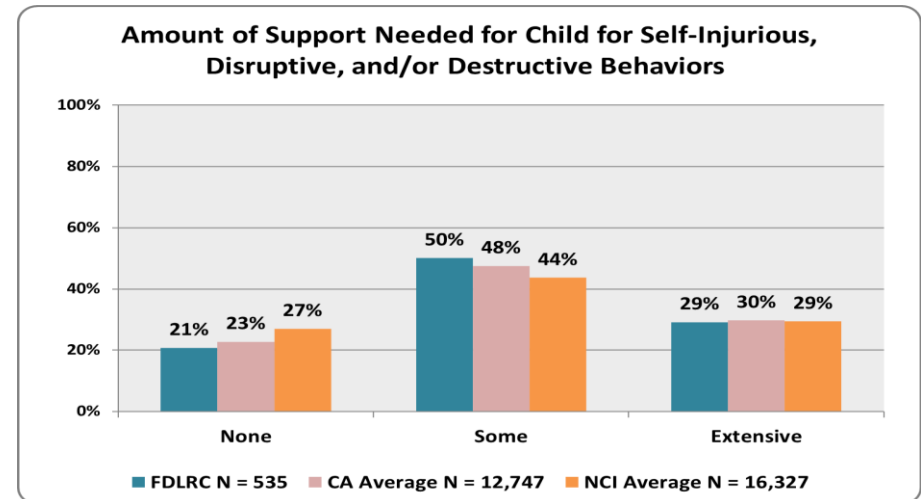 Amount of Support Needed for Child for Self-Injurious,
Disruptive, and/or Destructive Behaviors
100%
80%
60%
40%
20%
0%
21%
23%
27%
50%
48%
44%
29%
30%
29%
None
Some
Extensive
FDLRC N = 535
CA Average N = 12,747
NCI Average N = 16,327